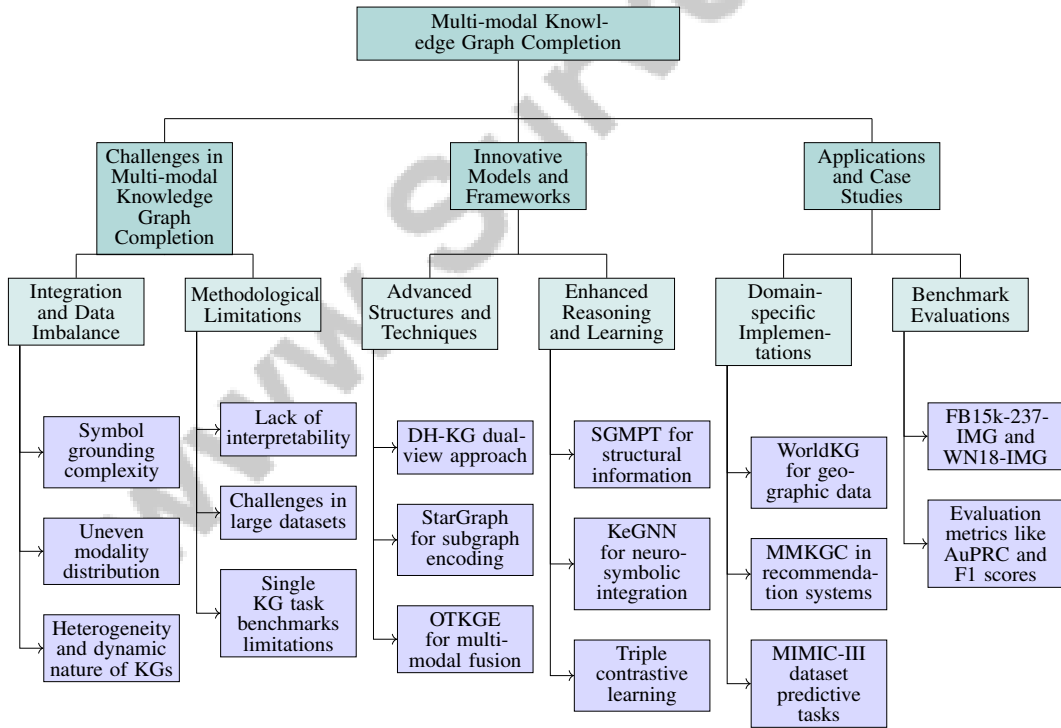 Multi-modal Knowl-
edge Graph Completion
Challenges in
Multi-modal
Knowledge
Graph
Completion
Innovative
Models and
Frameworks
Applications
and Case
Studies
Integration
and Data
Imbalance
Methodological
Limitations
Advanced
Structures and
Techniques
Enhanced
Reasoning
and Learning
Domain-
specific
Implemen-
tations
Benchmark
Evaluations
Symbol
grounding
complexity
Uneven
modality
distribution
Heterogeneity
and dynamic
nature of KGs
Lack of
interpretability
Challenges in
large datasets
Single
KG task
benchmarks
limitations
DH-KG dual-
view approach
StarGraph
for subgraph
encoding
OTKGE
for multi-
modal fusion
SGMPT for
structural
information
KeGNN
for neuro-
symbolic
integration
Triple
contrastive
learning
WorldKG
for geo-
graphic data
MMKGC in
recommenda-
tion systems
MIMIC-III
dataset
predictive
tasks
FB15k-237-
IMG and
WN18-IMG
Evaluation
metrics like
AuPRC and
F1 scores